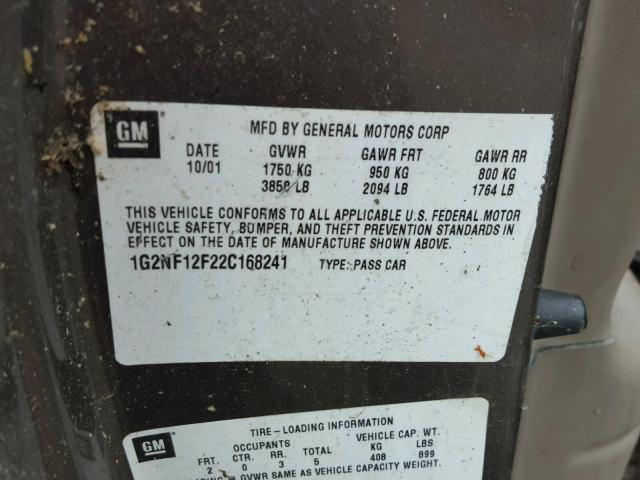 GM
MFD BY GENERAL MOTORS CORP
DATE GVWR GAWR FRT GAWR RR
10/01 1750 KG 950 KG 800 KG
3858 LB 2094 LB 1764 LB
THIS VEHICLE CONFORMS TO ALL APPLICABLE U.S. FEDERAL MOTOR
VEHICLE SAFETY, BUMPER, AND THEFT PREVENTION STANDARDS IN
EFFECT ON THE DATE OF MANUFACTURE SHOWN ABOVE.
1G2NF12F22C168241 TYPE: PASS CAR
GM
TIRE-LOADING INFORMATION
OCCUPANTS VEHICLE CAP. WT.
FRT. CTR. RR. TOTAL KG LBS
2 0 3 5 408 899
GVWR SAME AS VEHICLE CAPACITY WEIGHT.